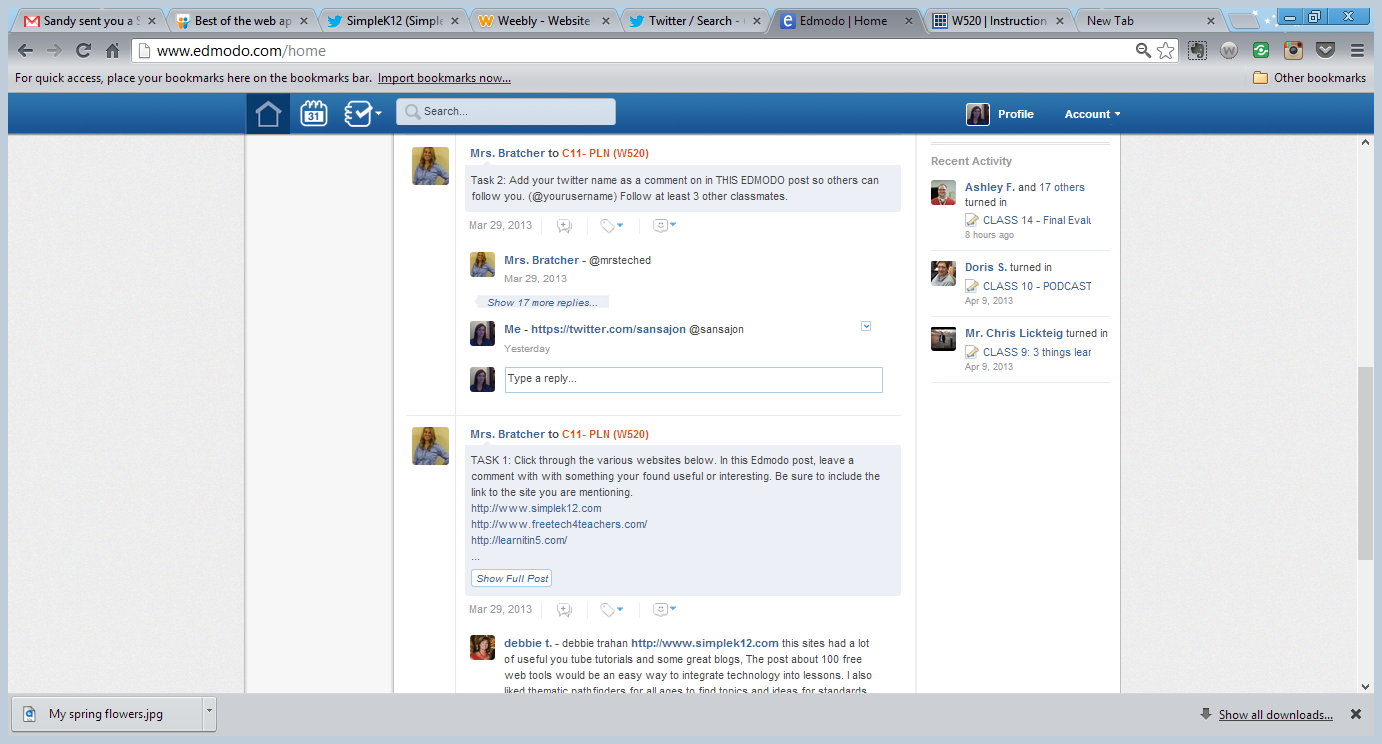 Sandy sent you a S
Best of the web ap
SimpleK12 (Simple
Weebly - Website
Twitter / Search -
Edmodo | Home
W520 | Instruction
New Tab
www.edmodo.com/home
For quick access, place your bookmarks here on the bookmarks bar. Import bookmarks now...
Other bookmarks
31
Search...
Profile
Account
Mrs. Bratcher to C11- PLN (W520)
Task 2: Add your twitter name as a comment on in THIS EDMODO post so others can
follow you. (@yourusername) Follow at least 3 other classmates.
Mar 29, 2013
Mrs. Bratcher - @mrsteched
Mar 29, 2013
Show 17 more replies...
Me - https://twitter.com/sansajon @sansajon
Yesterday
Type a reply...
Mrs. Bratcher to C11- PLN (W520)
TASK 1: Click through the various websites below. In this Edmodo post, leave a
comment with with something your found useful or interesting. Be sure to include the
link to the site you are mentioning.
http://www.simplek12.com
http://www.freetech4teachers.com/
http://learnitin5.com/
...
Show Full Post
Mar 29, 2013
debbie t. - debbie trahan http://www.simplek12.com this sites had a lot
of useful you tube tutorials and some great blogs, The post about 100 free
web tools would be an easy way to integrate technology into lessons. I also
liked thematic pathfinders for all ages to find topics and ideas for standards
Recent Activity
Ashley F. and 17 others
turned in
CLASS 14 - Final Evalu
8 hours ago
Doris S. turned in
CLASS 10 - PODCAST
Apr 9, 2013
Mr. Chris Lickteig turned in
CLASS 9: 3 things lear
Apr 9, 2013
My spring flowers.jpg
Show all downloads...